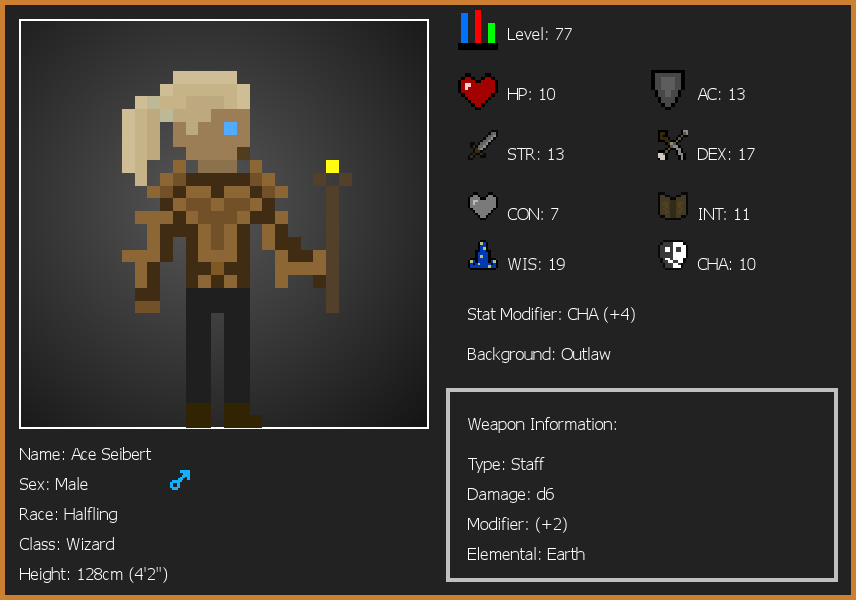 Level: 77
HP: 10
AC: 13
STR: 13
DEX: 17
CON: 7
INT: 11
WIS: 19
CHA: 10
Stat Modifier: CHA (+4)
Background: Outlaw
Weapon Information:
Type: Staff
Damage: d6
Modifier: (+2)
Elemental: Earth
Name: Ace Seibert
Sex: Male
Race: Halfling
Class: Wizard
Height: 128cm (4'2")